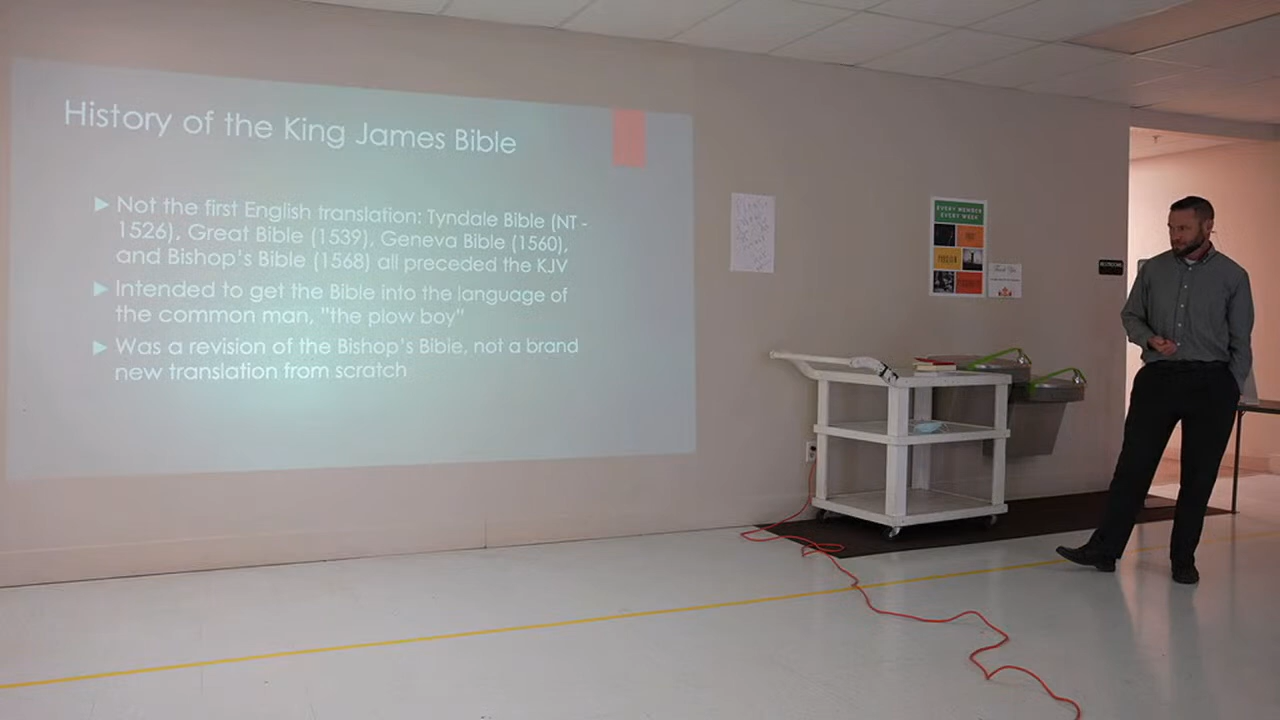 History of the King James Bible
Not the first English translation: Tyndale Bible (NT -
1526), Great Bible (1539), Geneva Bible (1560),
and Bishop's Bible (1568) all preceded the KJV
Intended to get the Bible into the language of
the common man, "the plow boy"
Was a revision of the Bishop's Bible, not a brand
new translation from scratch
EVERY MEMBER
EVERY WEEK
Thank You
RESTROOMS